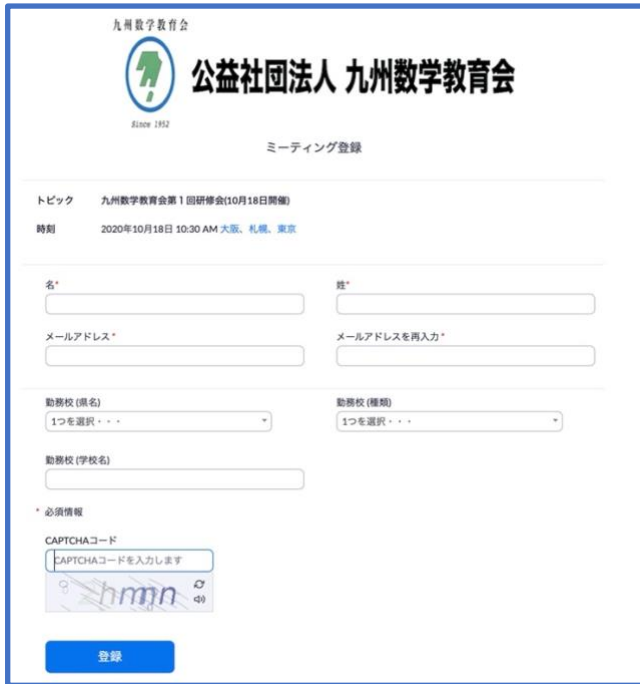 九州数学教育会
公益社団法人 九州数学教育会
Since 1952
ミーティング登録
トピック 九州数学教育会第1回研修会(10月18日開催)
時刻 2020年10月18日 10:30 AM 大阪、札幌、東京
名* 姓*
メールアドレス* メールアドレスを再入力*
勤務校 (県名) 勤務校 (種類)
1つを選択・・・ 1つを選択・・・
勤務校 (学校名)
* 必須情報
CAPTCHAコード
CAPTCHAコードを入力します
登録